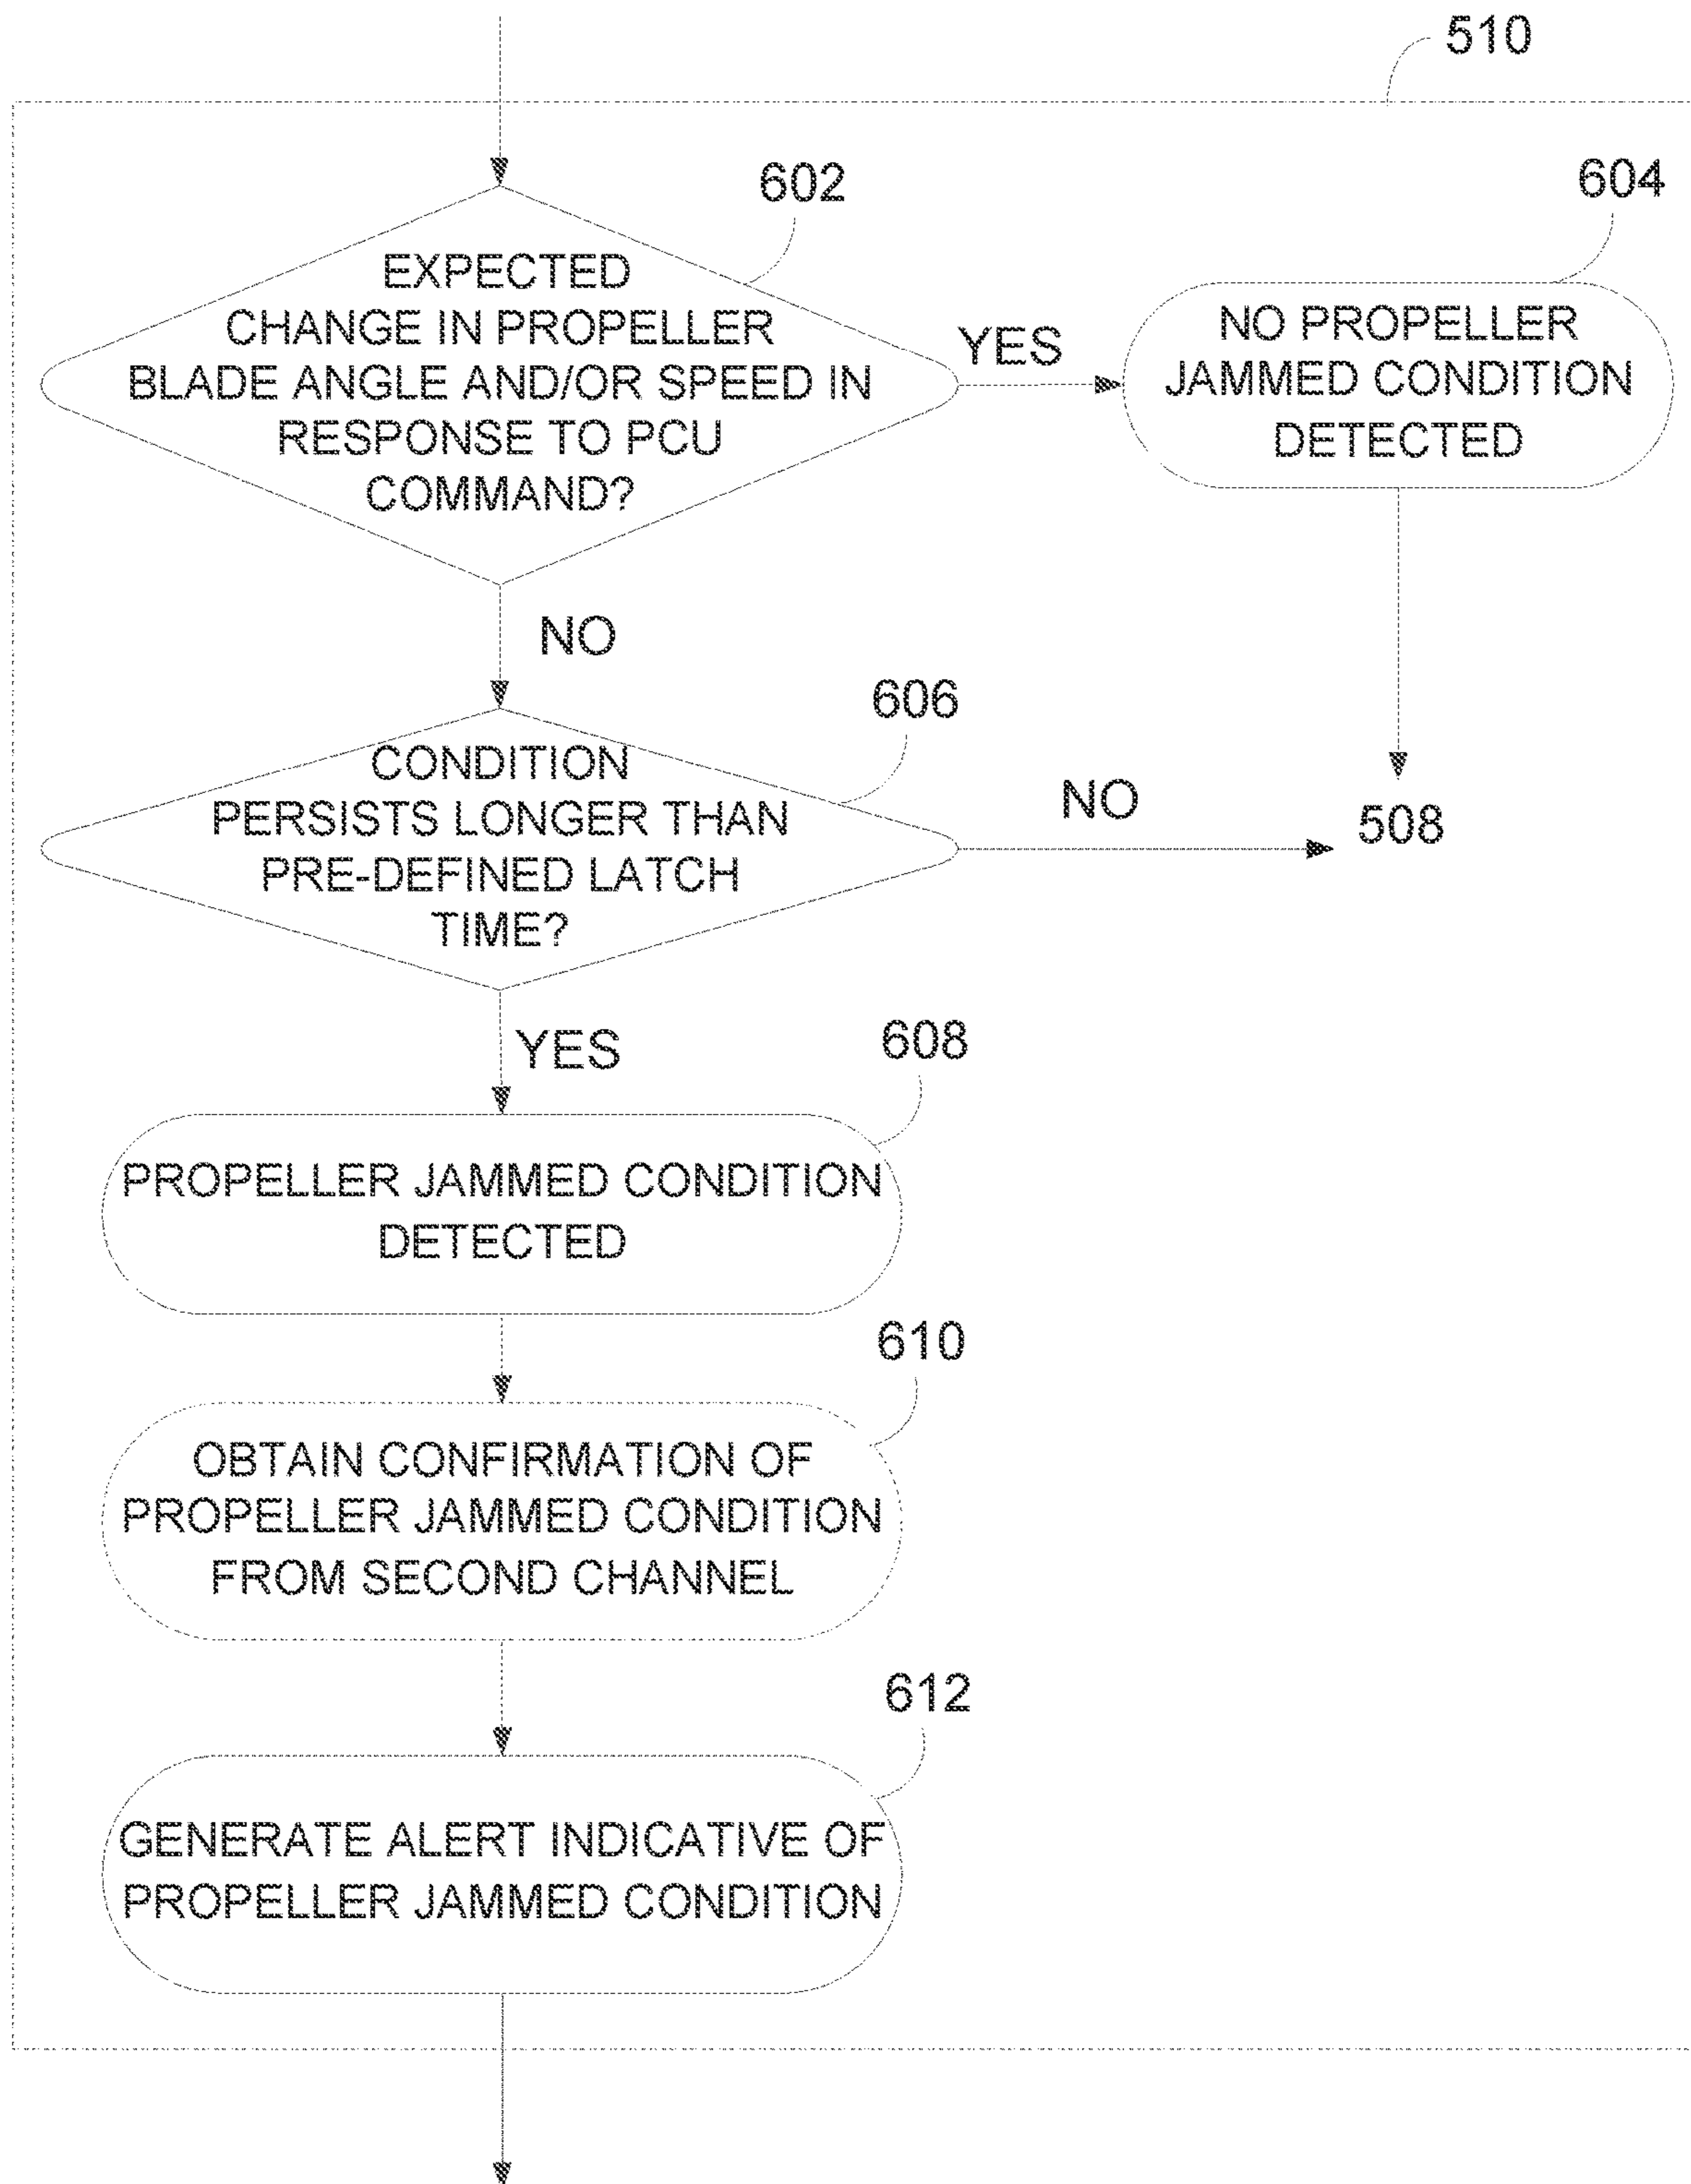 510
602
604
EXPECTED
CHANGE IN PROPELLER
BLADE ANGLE AND/OR SPEED IN
RESPONSE TO PCU
COMMAND?
YES
NO PROPELLER
JAMMED CONDITION
DETECTED
NO
606
CONDITION
PERSISTS LONGER THAN
PRE-DEFINED LATCH
TIME?
NO
508
YES
608
PROPELLER JAMMED CONDITION
DETECTED
610
OBTAIN CONFIRMATION OF
PROPELLER JAMMED CONDITION
FROM SECOND CHANNEL
612
GENERATE ALERT INDICATIVE OF
PROPELLER JAMMED CONDITION